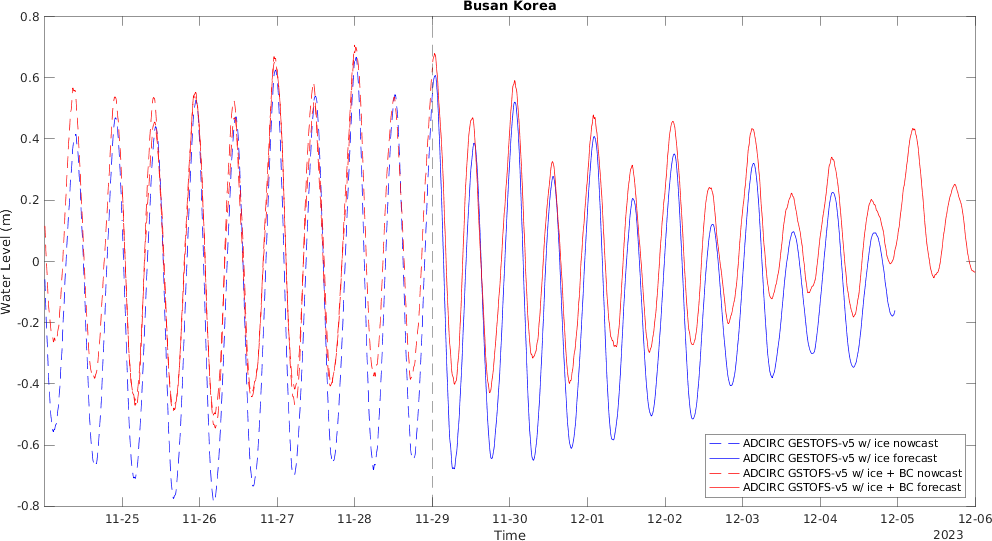 Busan Korea
Water Level (m)
0.8
0.6
0.4
0.2
0
-0.2
-0.4
-0.6
-0.8
ADCIRC GESTOFS-v5 w/ ice nowcast
ADCIRC GESTOFS-v5 w/ ice forecast
ADCIRC GSTOFS-v5 w/ ice + BC nowcast
ADCIRC GSTOFS-v5 w/ ice + BC forecast
11-25 11-26 11-27 11-28 11-29 11-30 12-01 12-02 12-03 12-04 12-05 12-06
Time
2023